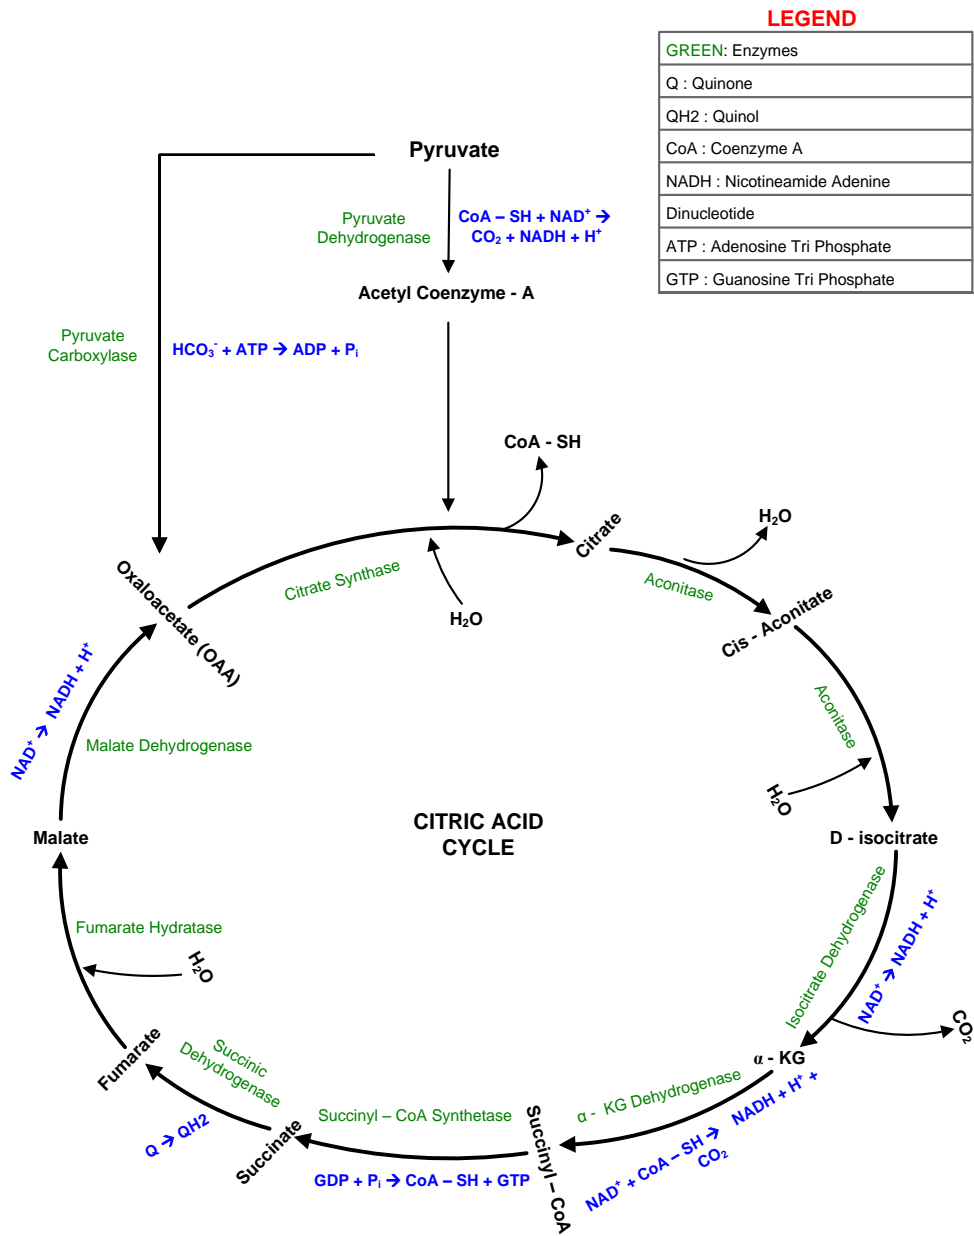 LEGEND
GREEN: Enzymes
Q : Quinone
QH2 : Quinol
CoA : Coenzyme A
NADH : Nicotineamide Adenine
Dinucleotide
ATP : Adenosine Tri Phosphate
GTP : Guanosine Tri Phosphate
Pyruvate
Pyruvate
Dehydrogenase
CoA – SH + NAD⁺ →
CO₂ + NADH + H⁺
Acetyl Coenzyme - A
Pyruvate
Carboxylase
HCO₃⁻ + ATP → ADP + Pᵢ
CoA - SH
H₂O
Citrate
Oxaloacetate (OAA)
Citrate Synthase
H₂O
Aconitase
Cis - Aconitate
NAD⁺ → NADH + H⁺
Malate Dehydrogenase
Aconitase
H₂O
CITRIC ACID
CYCLE
Malate
D - isocitrate
Fumarate Hydratase
H₂O
Isocitrate Dehydrogenase
NAD⁺ → NADH + H⁺
CO₂
Fumarate
Succinic
Dehydrogenase
α - KG
α - KG Dehydrogenase
Succinyl – CoA Synthetase
Succinyl – CoA
NAD⁺ + CoA – SH → NADH + H⁺ +
CO₂
Q → QH2
Succinate
GDP + Pᵢ → CoA – SH + GTP